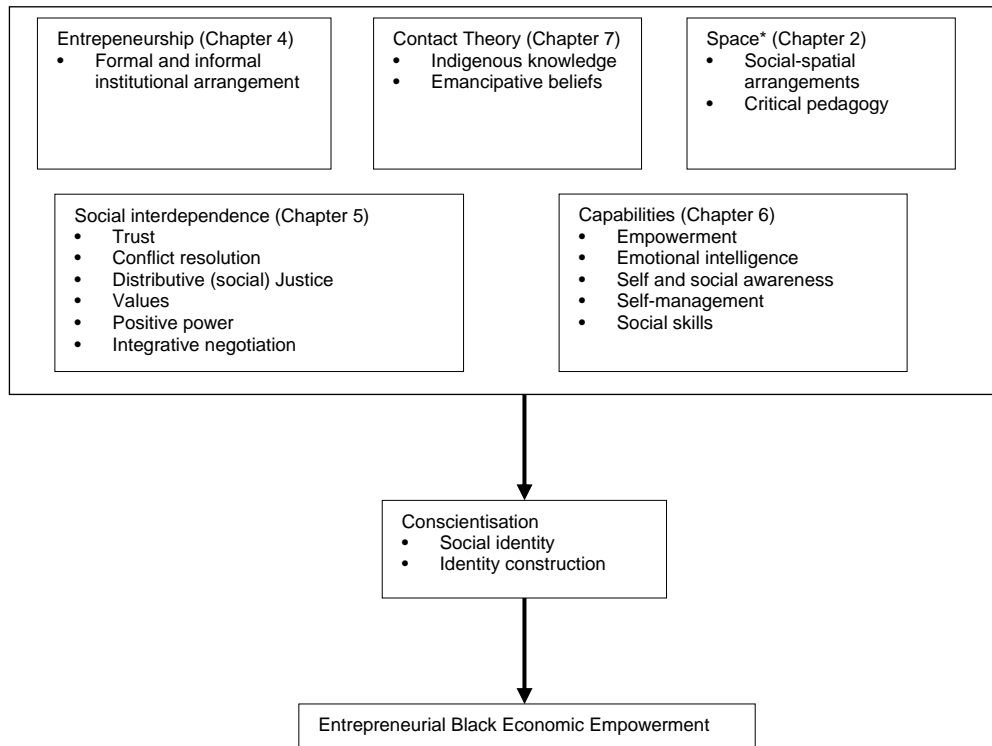 Entrepeneurship (Chapter 4)
• Formal and informal
institutional arrangement
Contact Theory (Chapter 7)
• Indigenous knowledge
• Emancipative beliefs
Space* (Chapter 2)
• Social-spatial
arrangements
• Critical pedagogy
Social interdependence (Chapter 5)
• Trust
• Conflict resolution
• Distributive (social) Justice
• Values
• Positive power
• Integrative negotiation
Capabilities (Chapter 6)
• Empowerment
• Emotional intelligence
• Self and social awareness
• Self-management
• Social skills
Conscientisation
• Social identity
• Identity construction
Entrepreneurial Black Economic Empowerment